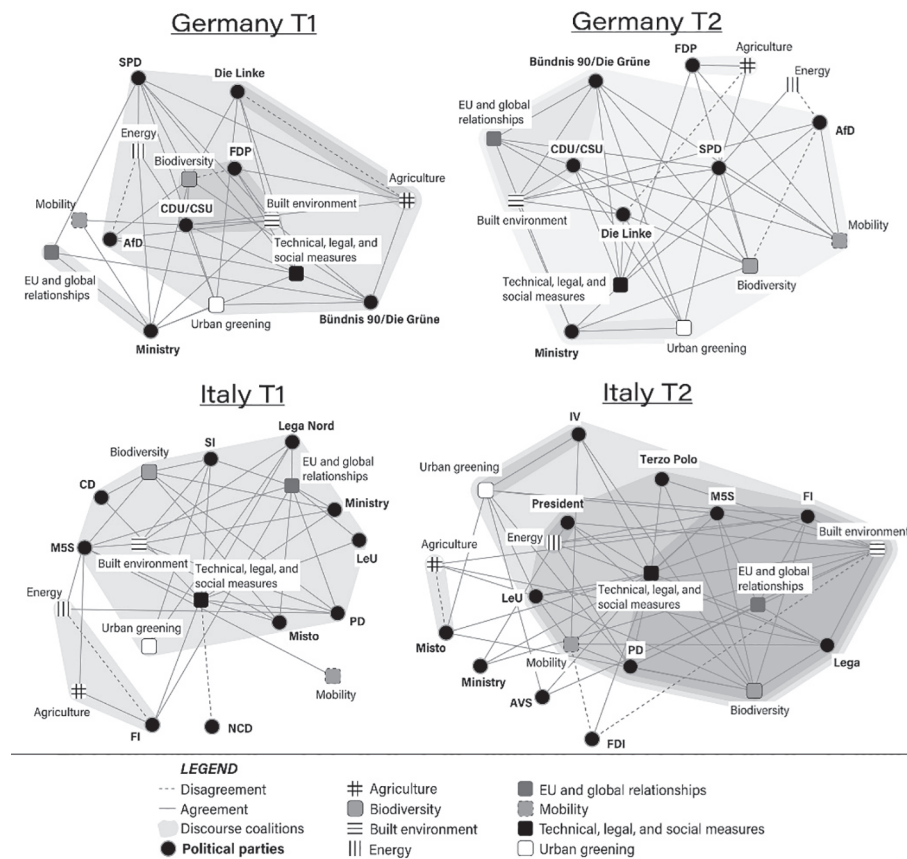 Germany T1
SPD
Die Linke
Energy
Biodiversity
FDP
Agriculture
Mobility
CDU/CSU
Built environment
AfD
Technical, legal, and
social measures
EU and global
relationships
Urban greening
Bündnis 90/Die Grüne
Ministry
Germany T2
FDP
Agriculture
Bündnis 90/Die Grüne
Energy
EU and global
relationships
AfD
CDU/CSU
SPD
Built environment
Die Linke
Mobility
Technical, legal, and
social measures
Biodiversity
Ministry
Urban greening
Italy T1
Lega Nord
SI
Biodiversity
EU and global
relationships
CD
Ministry
M5S
Built environment
LeU
Technical, legal, and
social measures
Energy
PD
Urban greening
Misto
Mobility
Agriculture
FI
NCD
Italy T2
IV
Terzo Polo
Urban greening
President
M5S
FI
Energy
Built environment
Agriculture
EU and global
relationships
Technical, legal, and
social measures
LeU
Misto
Mobility
PD
Lega
Ministry
AVS
Biodiversity
FDI
LEGEND
Disagreement
Agreement
Discourse coalitions
Political parties
Agriculture
Biodiversity
Built environment
Energy
EU and global relationships
Mobility
Technical, legal, and social measures
Urban greening